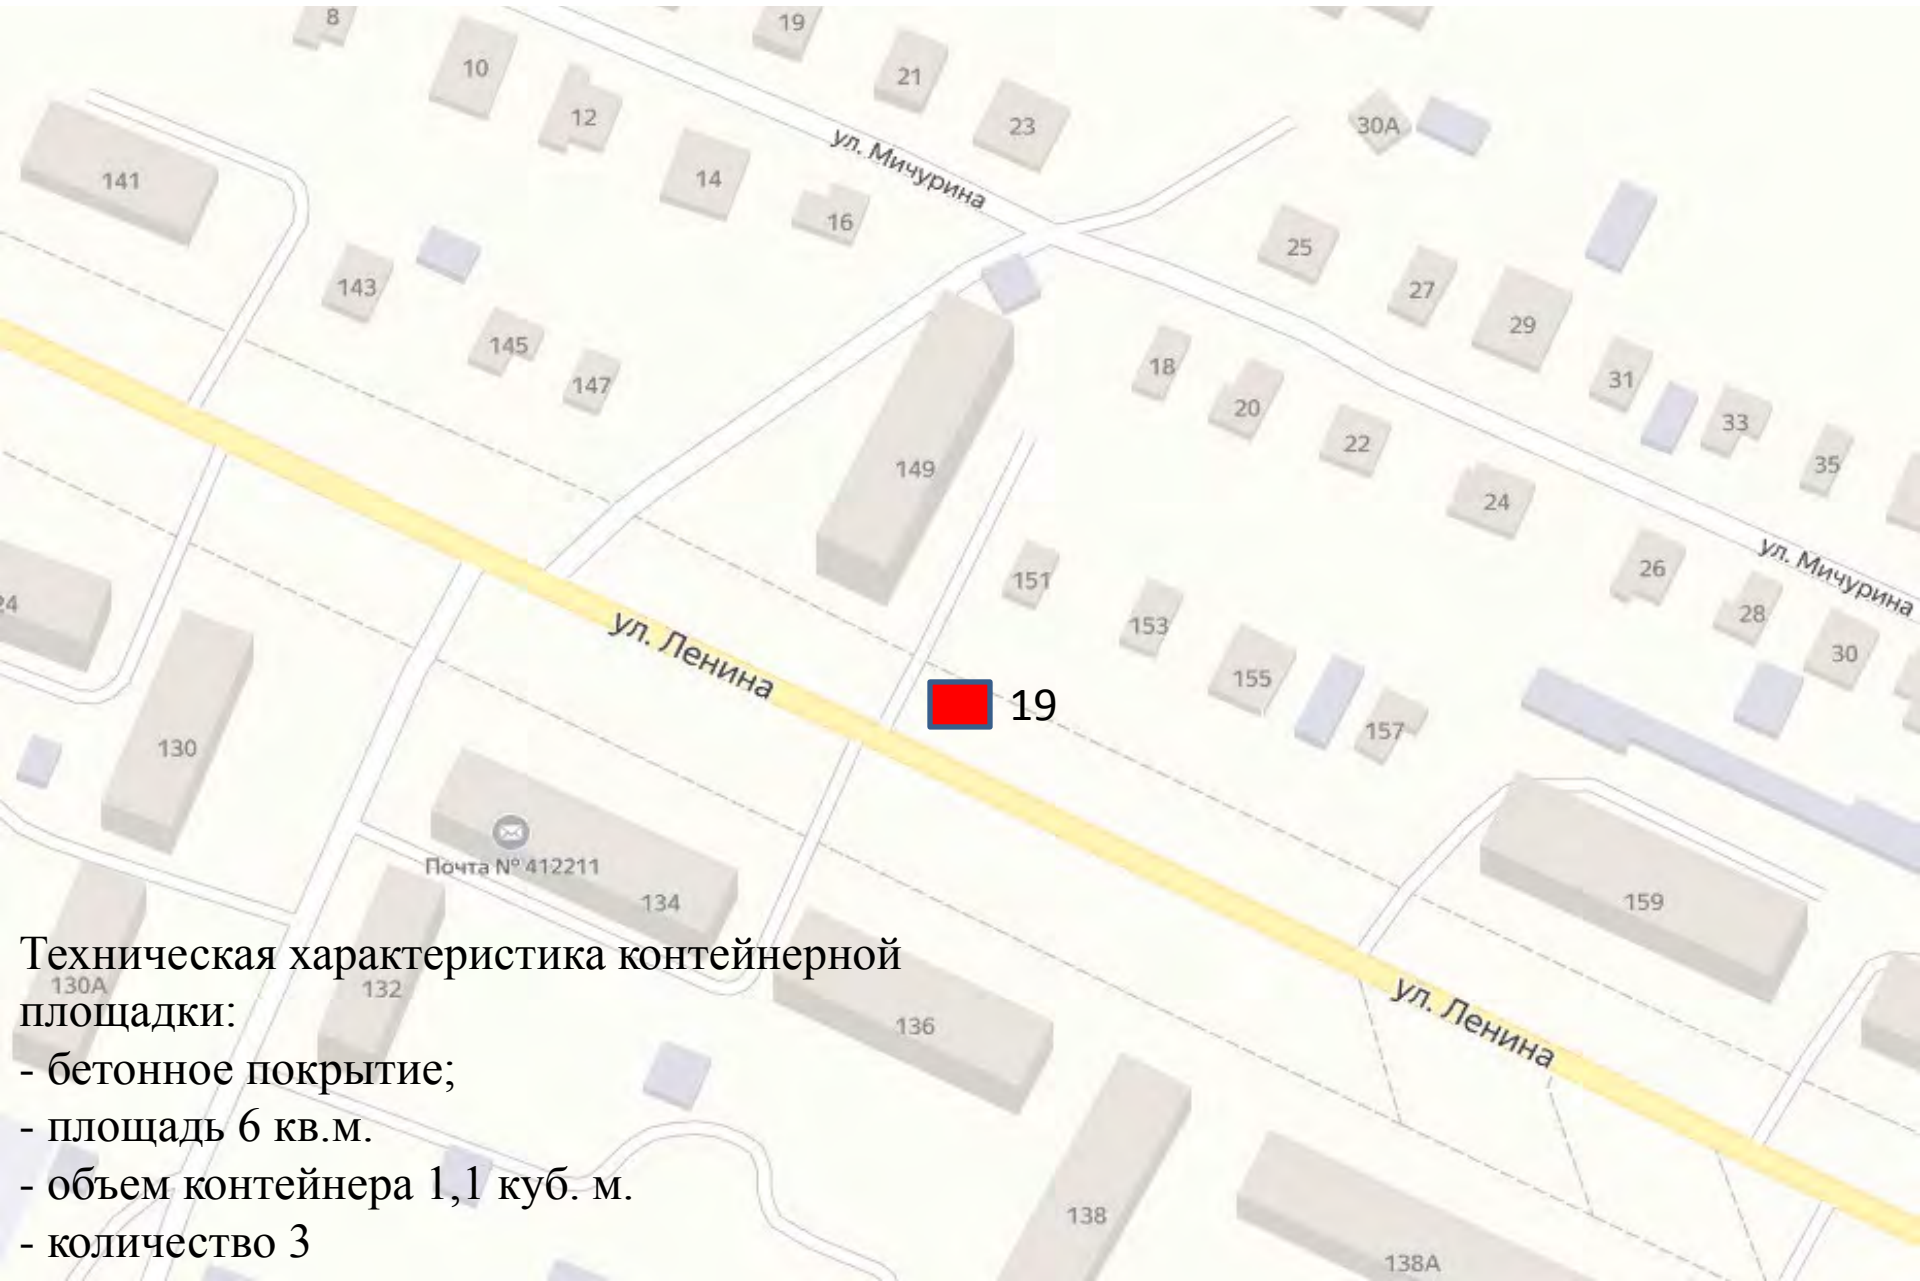 8
19
10
21
12
23
30А
ул. Мичурина
141
14
16
25
143
27
29
145
147
18
31
20
33
22
35
149
24
ул. Мичурина
26
151
24
28
153
30
ул. Ленина
155
19
157
130
Почта № 412211
134
159
Техническая характеристика контейнерной
130А
132
площадки:
ул. Ленина
136
- бетонное покрытие;
- площадь 6 кв.м.
- объем контейнера 1,1 куб. м.
138
- количество 3
138А